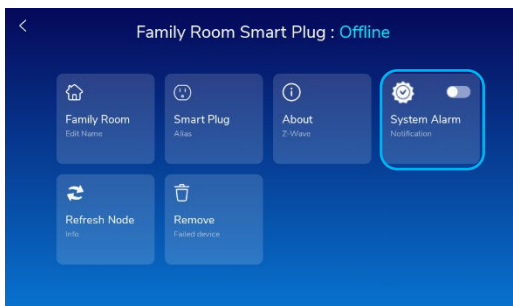 Family Room Smart Plug : Offline
Family Room
Edit Name
Smart Plug
Alias
About
Z-Wave
System Alarm
Notification
Refresh Node
Info
Remove
Failed device